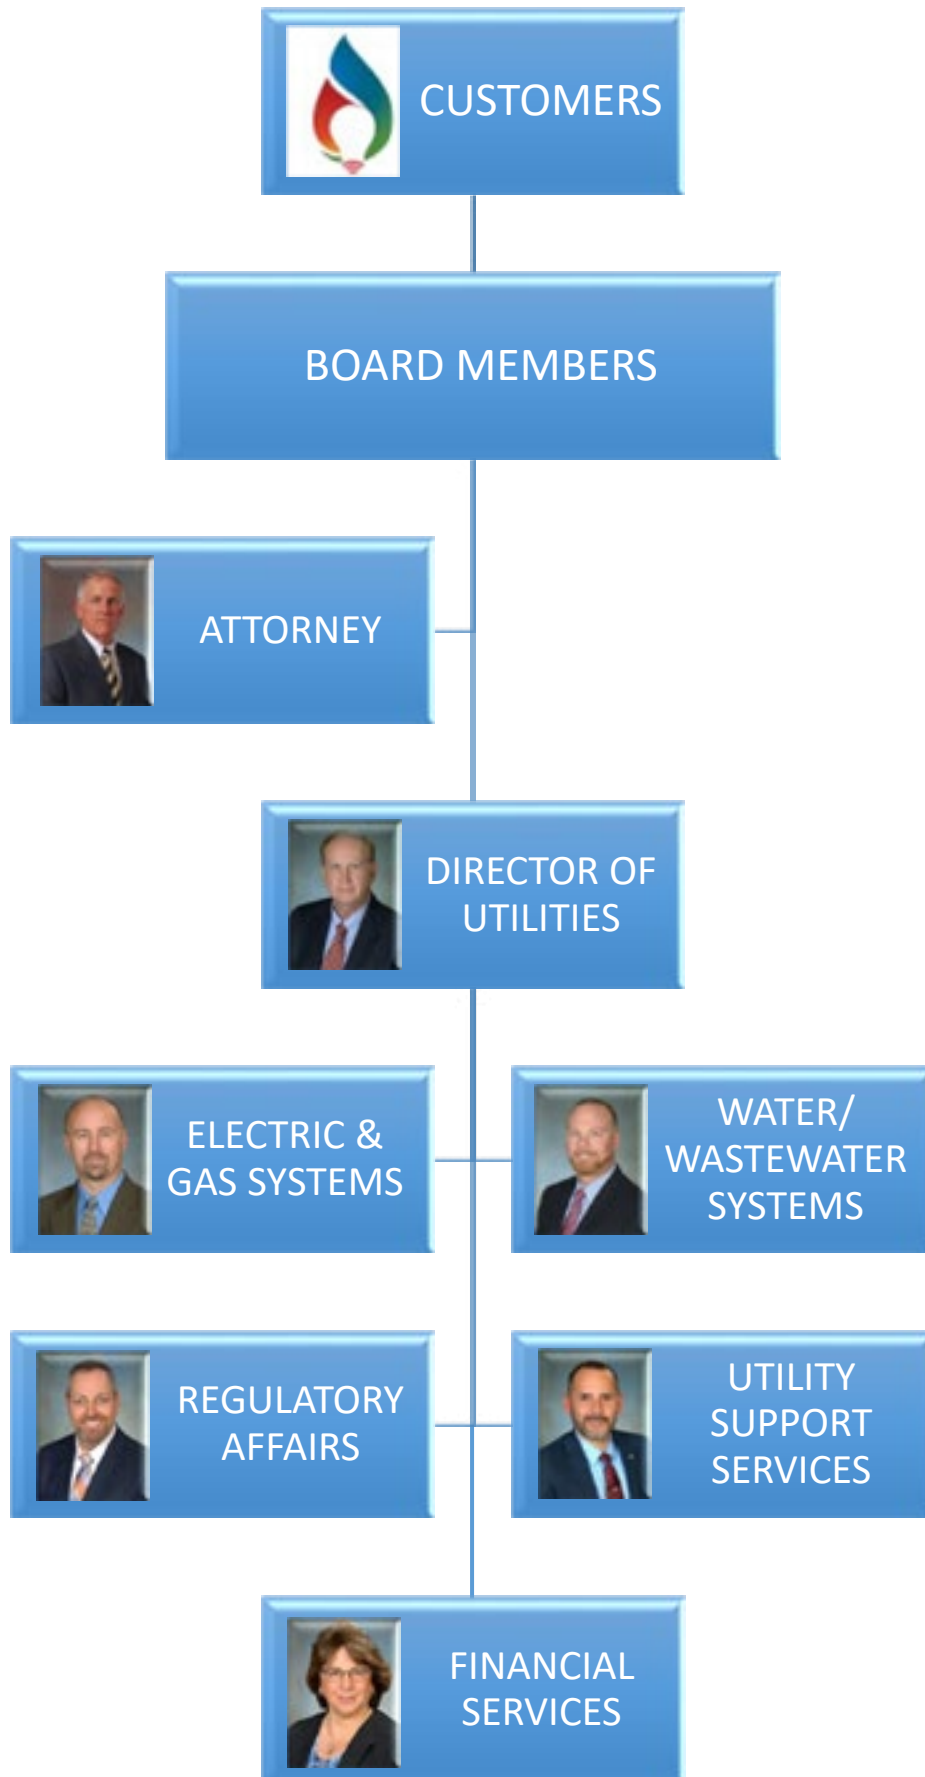 CUSTOMERS
BOARD MEMBERS
ATTORNEY
DIRECTOR OF
UTILITIES
ELECTRIC &
GAS SYSTEMS
WATER/
WASTEWATER
SYSTEMS
REGULATORY
AFFAIRS
UTILITY
SUPPORT
SERVICES
FINANCIAL
SERVICES